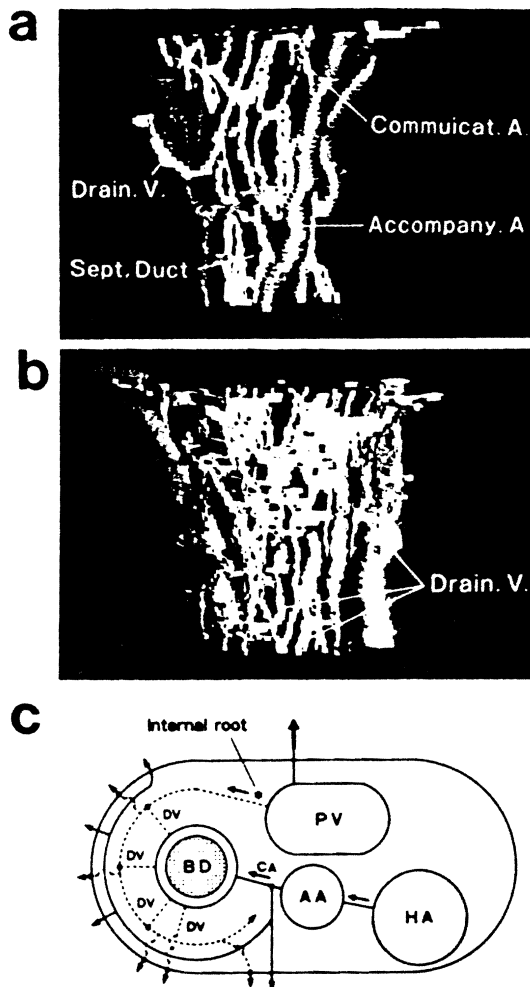 a
Commuicat. A.
Drain. V.
Accompany. A
Sept. Duct
b
Drain. V.
c
Internal root
DV
PV
DV
BD
CA
AA
HA
DV
DV